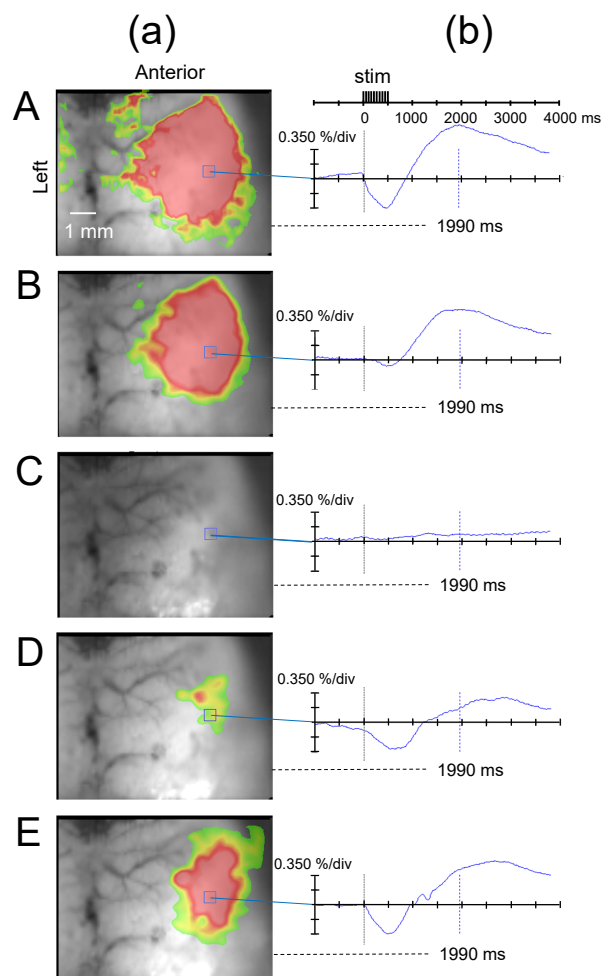 (a) (b)
Anterior
stim
0 1000 2000 3000 4000 ms
A
Left
1 mm
0.350 %/div
1990 ms
B
0.350 %/div
1990 ms
C
0.350 %/div
1990 ms
D
0.350 %/div
1990 ms
E
0.350 %/div
1990 ms